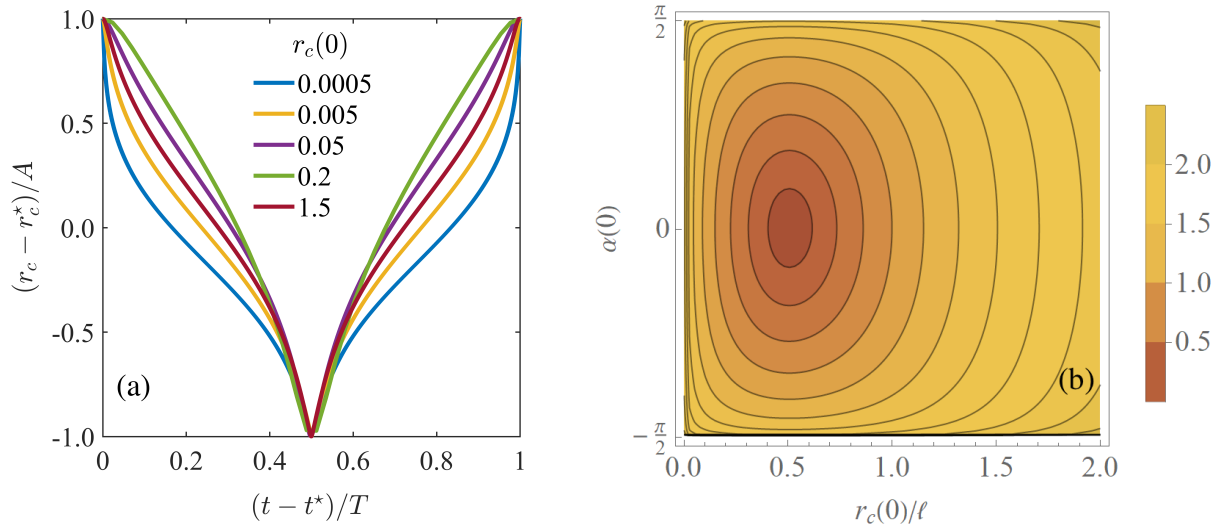 1.0
0.5
0.0
-0.5
-1.0
(r_c − r_c^⋆)/A
r_c(0)
0.0005
0.005
0.05
0.2
1.5
(a)
0 0.2 0.4 0.6 0.8 1
(t − t^⋆)/T
π/2
0
− π/2
α(0)
(b)
0.0 0.5 1.0 1.5 2.0
r_c(0)/ℓ
2.0
1.5
1.0
0.5